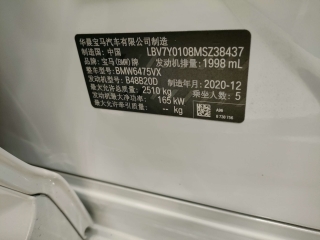 华晨宝马汽车有限公司制造
制造国：中国 LBV7Y0108MSZ38437
品牌：宝马(BMW)牌 发动机排量：1998 mL
整车型号：BMW6475VX
发动机型号：B48B20D
最大允许总质量：2510 kg 制造年月：2020-12
发动机最大净功率：165 kW 乘坐人数：5